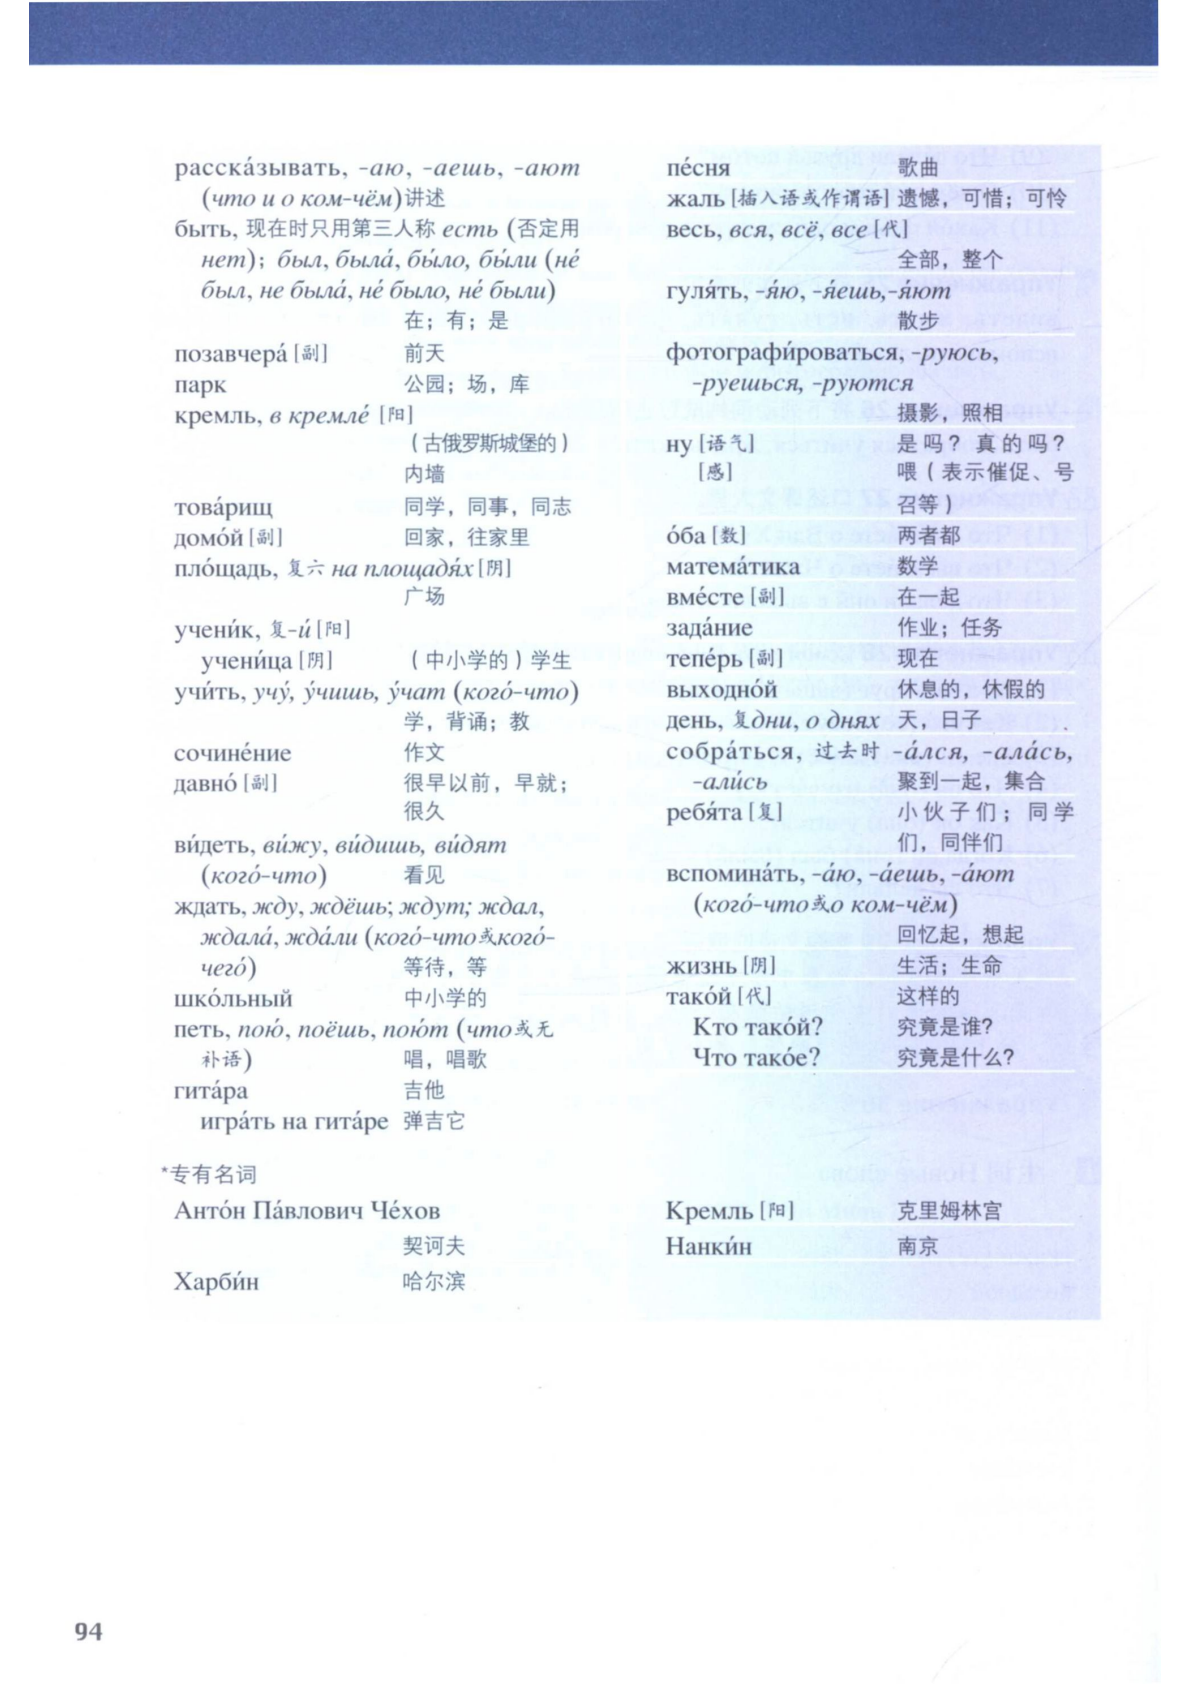 расска́зывать, -аю, -аешь, -ают
(что и о ком-чём)讲述
быть, 现在时只用第三人称 есть (否定用
нет); был, была́, бы́ло, бы́ли (не́
был, не была́, не́ было, не́ были)
在；有；是
позавчера́ [副] 前天
парк 公园；场，库
кремль, в кремле́ [阳]
(古俄罗斯城堡的)
内墙
това́рищ 同学，同事，同志
домо́й [副] 回家，往家里
пло́щадь, 复六 на площадя́х [阴]
广场
учени́к, 复-и́ [阳]
учени́ца [阴] (中小学的)学生
учи́ть, учу́, у́чишь, у́чат (кого́-что)
学，背诵；教
сочине́ние 作文
давно́ [副] 很早以前，早就；
很久
ви́деть, ви́жу, ви́дишь, ви́дят
(кого́-что) 看见
ждать, жду, ждёшь; ждут; ждал,
ждала́, жда́ли (кого́-что或кого́-
чего́) 等待，等
шко́льный 中小学的
петь, пою́, поёшь, пою́т (что或无
补语) 唱，唱歌
гита́ра 吉他
игра́ть на гита́ре 弹吉它
пе́сня 歌曲
жаль [插入语或作谓语] 遗憾，可惜；可怜
весь, вся, всё, все [代]
全部，整个
гуля́ть, -я́ю, -я́ешь,-я́ют
散步
фотографи́роваться, -руюсь,
-руешься, -руются
摄影，照相
ну [语气] 是吗？真的吗？
[感] 喂(表示催促、号
召等)
о́ба [数] 两者都
матема́тика 数学
вме́сте [副] 在一起
зада́ние 作业；任务
тепе́рь [副] 现在
выходно́й 休息的，休假的
день, 复дни, о днях 天，日子
собра́ться, 过去时 -а́лся, -ала́сь,
-али́сь 聚到一起，集合
ребя́та [复] 小伙子们；同学
们，同伴们
вспомина́ть, -а́ю, -а́ешь, -а́ют
(кого́-что或о ком-чём)
回忆起，想起
жизнь [阴] 生活；生命
тако́й [代] 这样的
Кто тако́й? 究竟是谁?
Что тако́е? 究竟是什么?
*专有名词
Анто́н Па́влович Че́хов
契诃夫
Харби́н 哈尔滨
Кремль [阳] 克里姆林宫
Нанки́н 南京
94